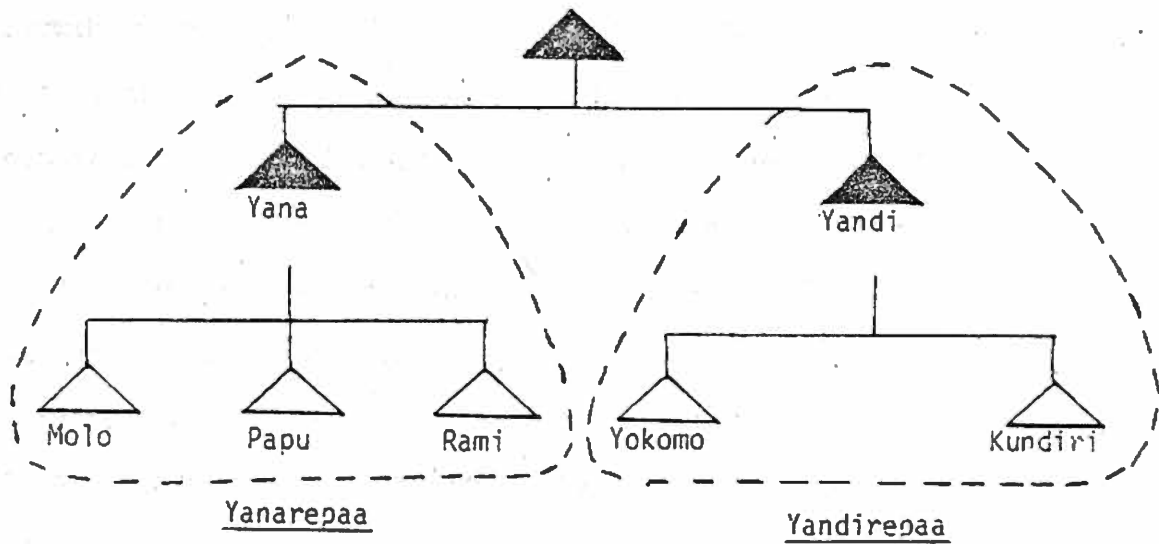 Yana
Yandi
Molo Papu Rami Yokomo Kundiri
Yanarepaa
Yandirepaa